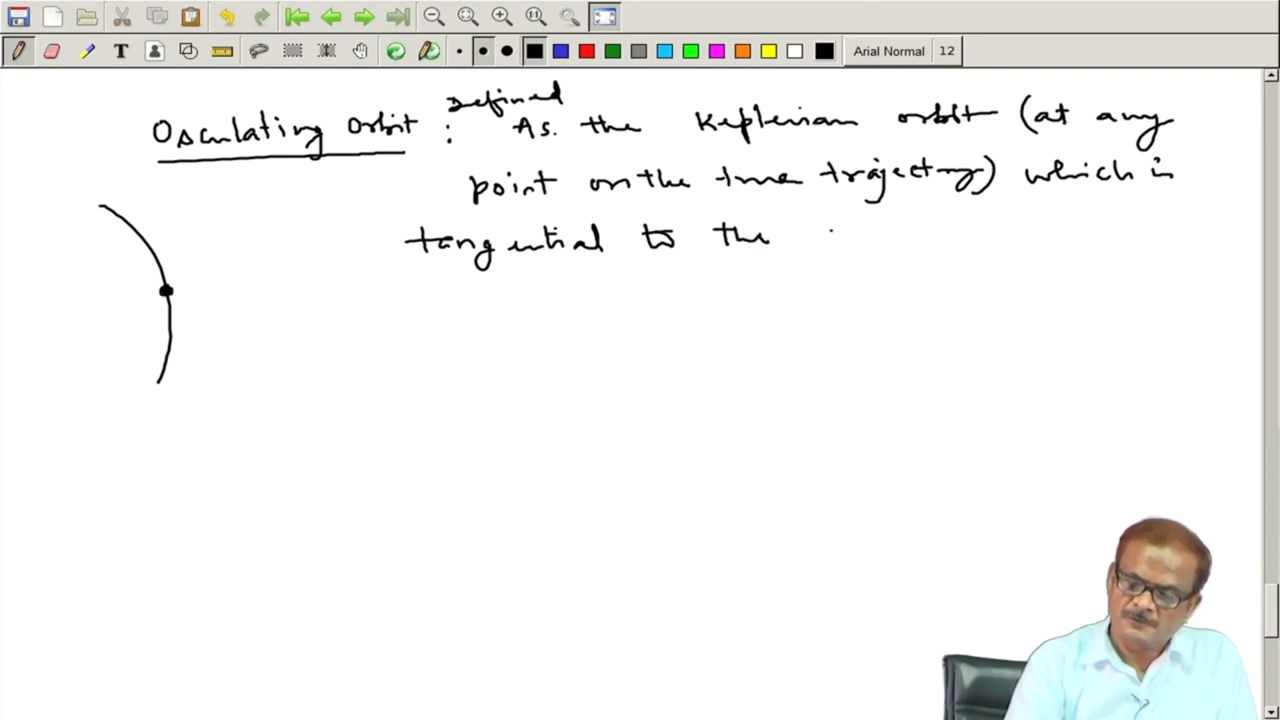 Arial Normal 12
Defined
Osculating Orbit : As. the Keplerian orbit (at any
point on the true trajectory) which is
tangential to the